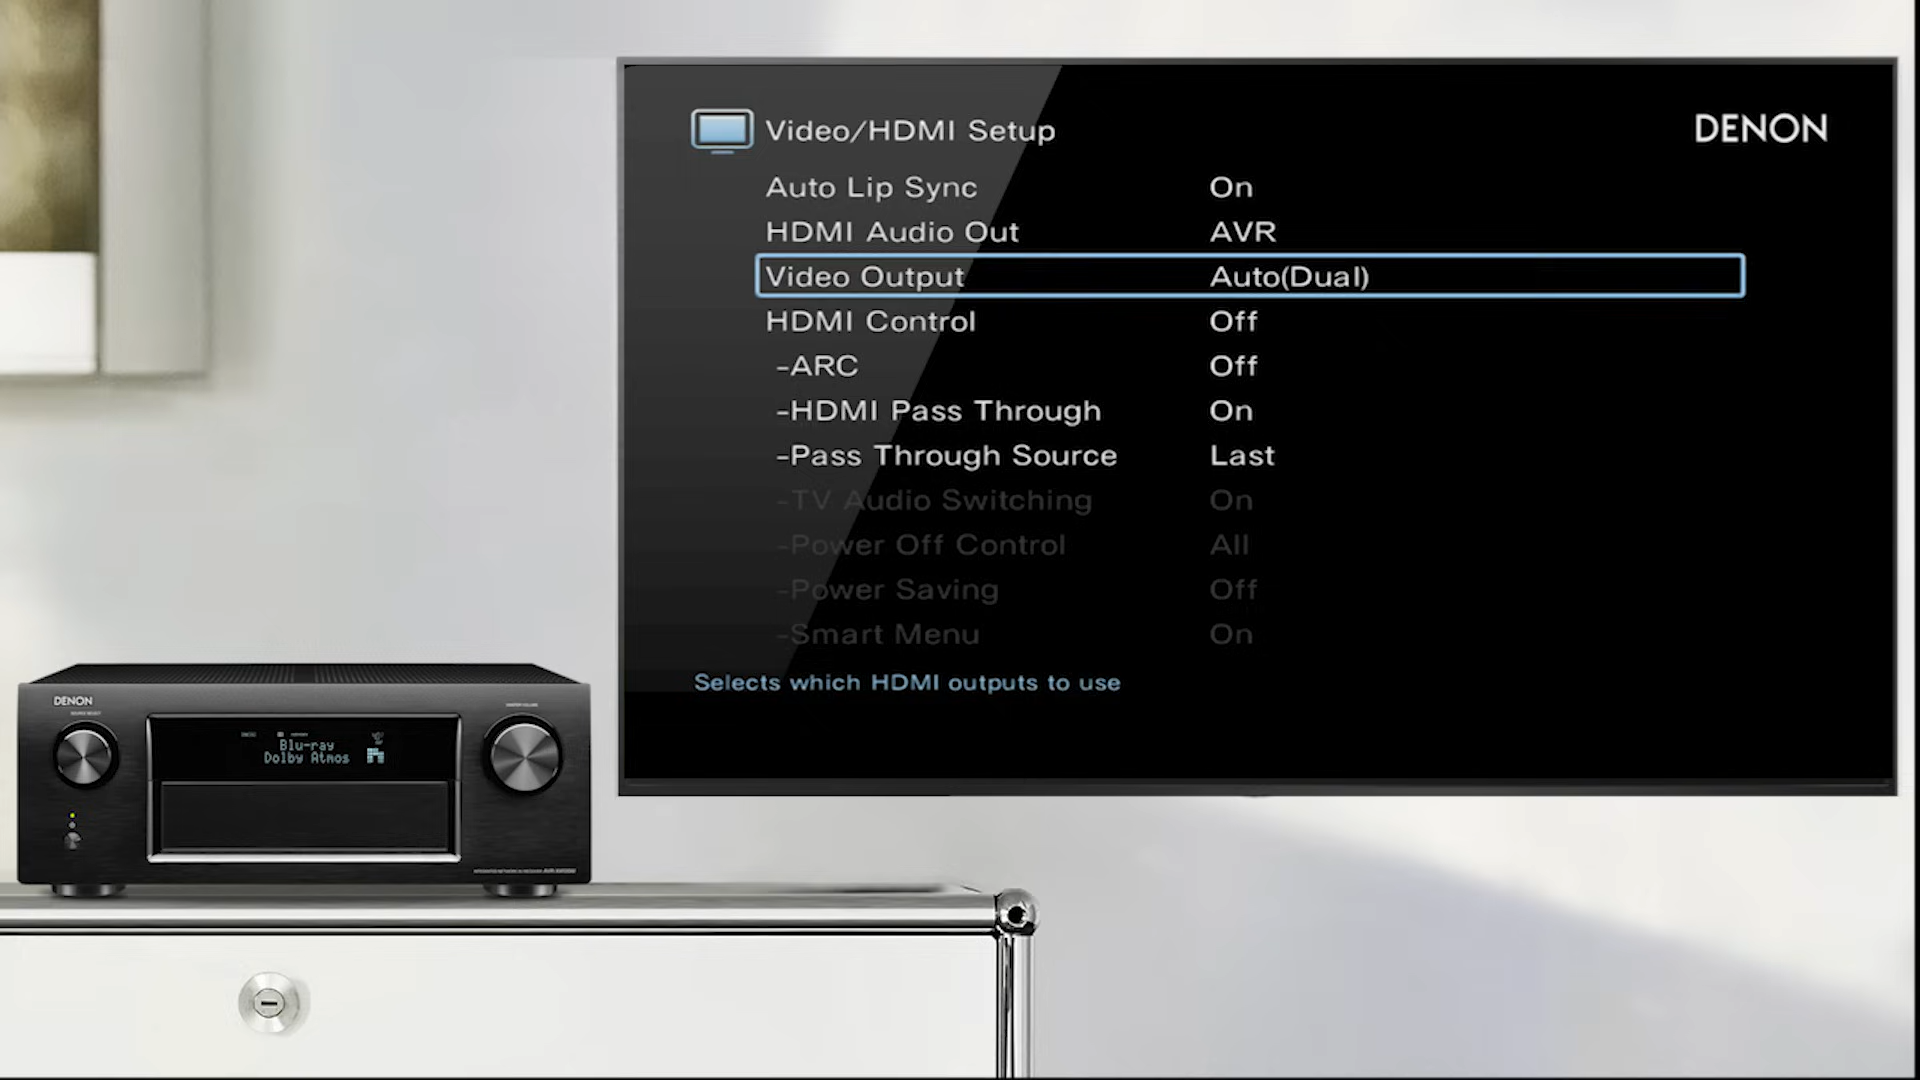 Video/HDMI Setup
DENON
Auto Lip Sync On
HDMI Audio Out AVR
Video Output Auto(Dual)
HDMI Control Off
-ARC Off
-HDMI Pass Through On
-Pass Through Source Last
-TV Audio Switching On
-Power Off Control All
-Power Saving Off
-Smart Menu On
Selects which HDMI outputs to use
DENON
Blu-ray
Dolby Atmos